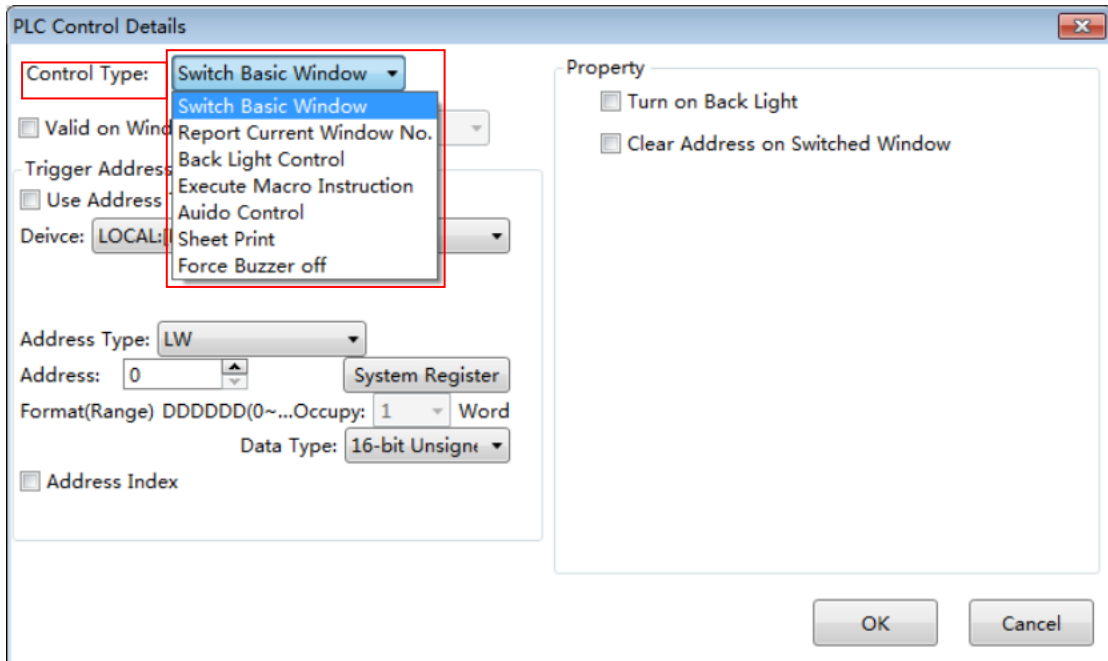 PLC Control Details
Control Type: Switch Basic Window
Switch Basic Window
Report Current Window No.
Back Light Control
Execute Macro Instruction
Auido Control
Sheet Print
Force Buzzer off
Valid on
Trigger Address
Use Address
Deivce: LOCAL:
Address Type: LW
Address: 0 System Register
Format(Range) DDDDDD(0~...Occupy: 1 Word
Data Type: 16-bit
Address Index
Property
Turn on Back Light
Clear Address on Switched Window
OK Cancel